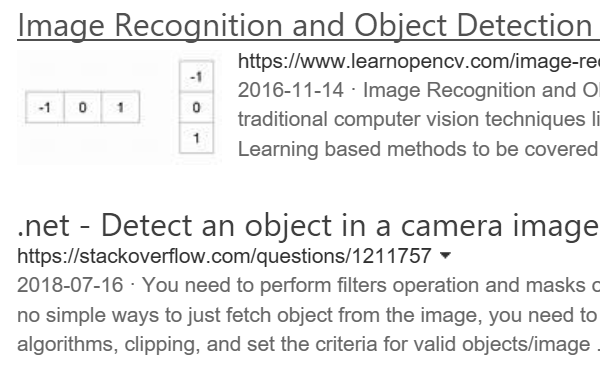 Image Recognition and Object Detection
-1 0 1
-1
0
1
https://www.learnopencv.com/image-rec
2016-11-14 · Image Recognition and Ob
traditional computer vision techniques li
Learning based methods to be covered
.net - Detect an object in a camera image
https://stackoverflow.com/questions/1211757
2018-07-16 · You need to perform filters operation and masks o
no simple ways to just fetch object from the image, you need to
algorithms, clipping, and set the criteria for valid objects/image .